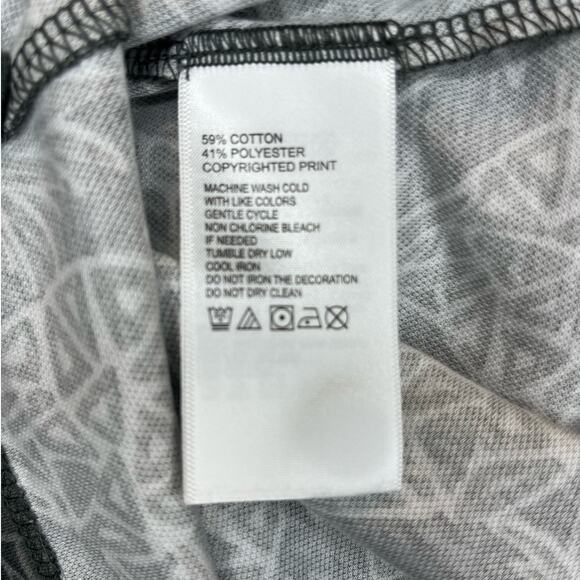 59% COTTON
41% POLYESTER
COPYRIGHTED PRINT
MACHINE WASH COLD
WITH LIKE COLORS
GENTLE CYCLE
NON CHLORINE BLEACH
IF NEEDED
TUMBLE DRY LOW
COOL IRON
DO NOT IRON THE DECORATION
DO NOT DRY CLEAN